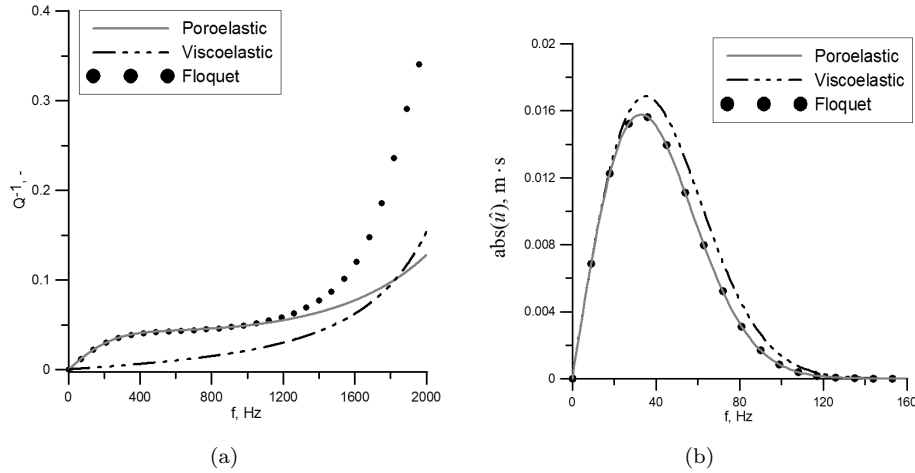 0.4
0.3
0.2
0.1
0
Q⁻¹, -
Poroelastic
Viscoelastic
Floquet
0 400 800 1200 1600 2000
f, Hz
(a)
0.02
0.016
0.012
0.008
0.004
0
abs(û), m · s
Poroelastic
Viscoelastic
Floquet
0 40 80 120 160
f, Hz
(b)